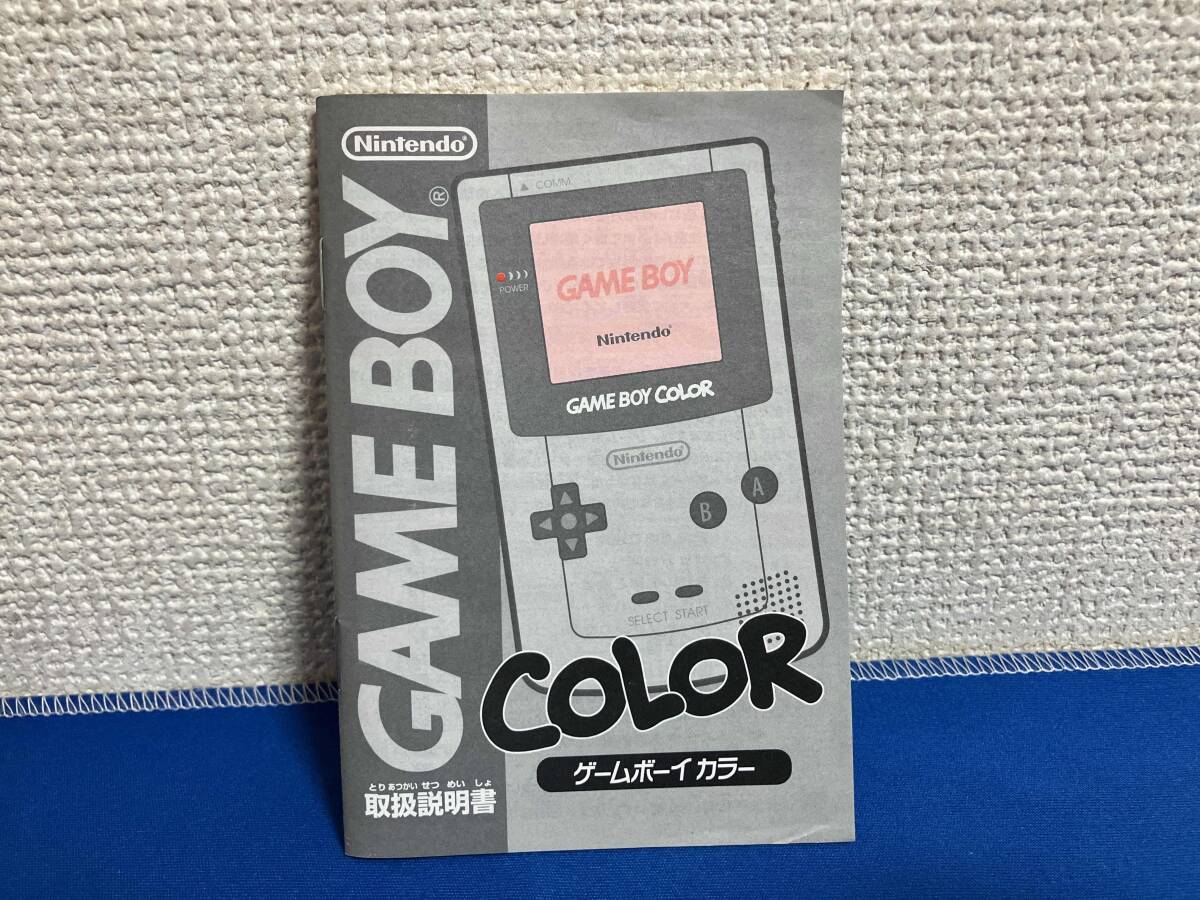 Nintendo®
GAME BOY®
▲ COMM.
POWER
GAME BOY
Nintendo®
GAME BOY COLOR
Nintendo
B
A
SELECT START
COLOR
ゲームボーイ カラー
とりあつかい せつ めい しょ
取扱説明書